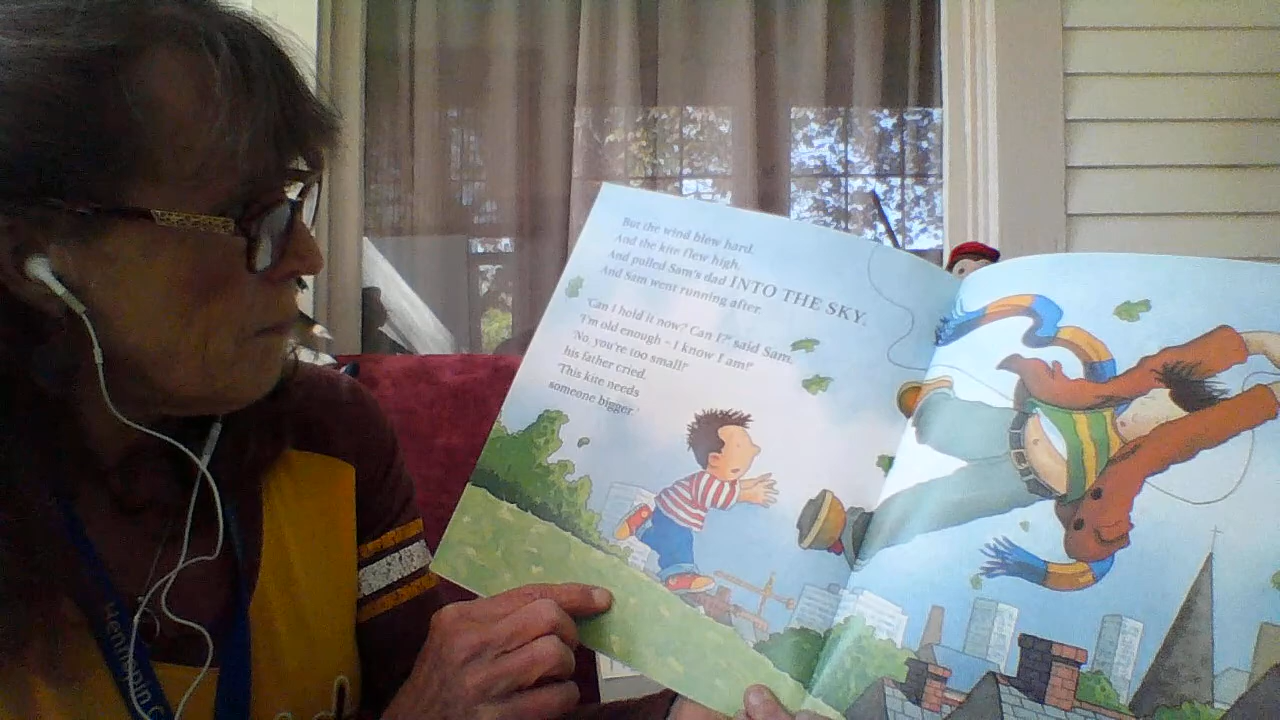 But the wind blew hard.
And the kite flew high.
And pulled Sam's dad INTO THE SKY.
And Sam went running after.
'Can I hold it now? Can I?' said Sam.
'I'm old enough – I know I am!'
'No, you're too small!'
his father cried.
'This kite needs
someone bigger.'
Hennepin C